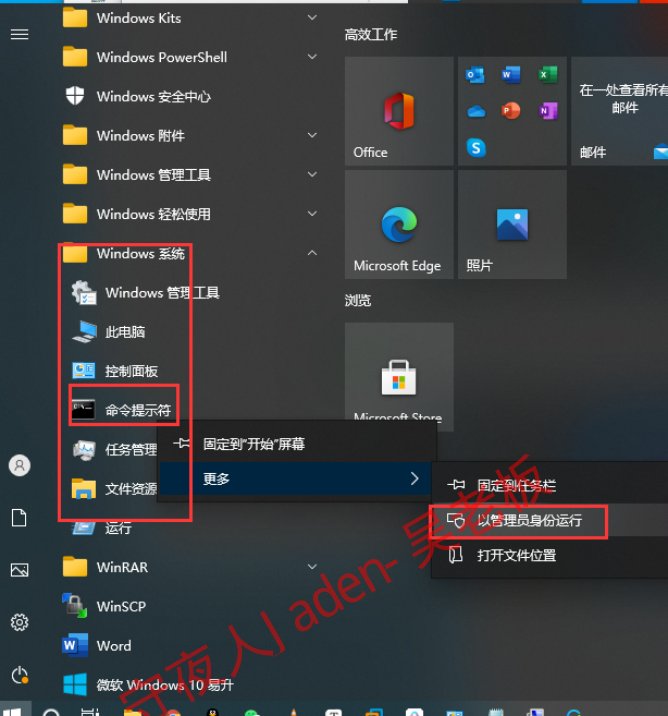 Windows Kits
Windows PowerShell
Windows 安全中心
Windows 附件
Windows 管理工具
Windows 轻松使用
Windows 系统
Windows 管理工具
此电脑
控制面板
命令提示符
任务管理
文件资源
运行
WinRAR
WinSCP
Word
微软 Windows 10 易升
高效工作
Office
在一处查看所有
邮件
邮件
Microsoft Edge
照片
浏览
Microsoft Store
固定到"开始"屏幕
更多
固定到任务栏
以管理员身份运行
打开文件位置
夜人J aden- 吴老板